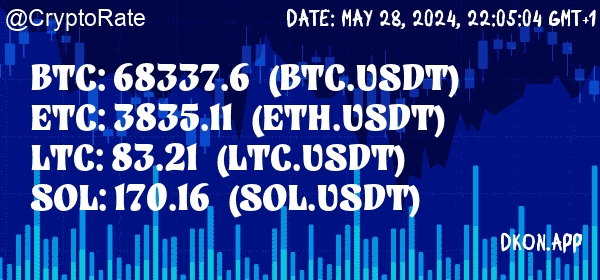 @CryptoRate
DATE: MAY 28, 2024, 22:05:04 GMT+1
BTC: 68337.6 (BTC.USDT)
ETC: 3835.11 (ETH.USDT)
LTC: 83.21 (LTC.USDT)
SOL: 170.16 (SOL.USDT)
DKON.APP